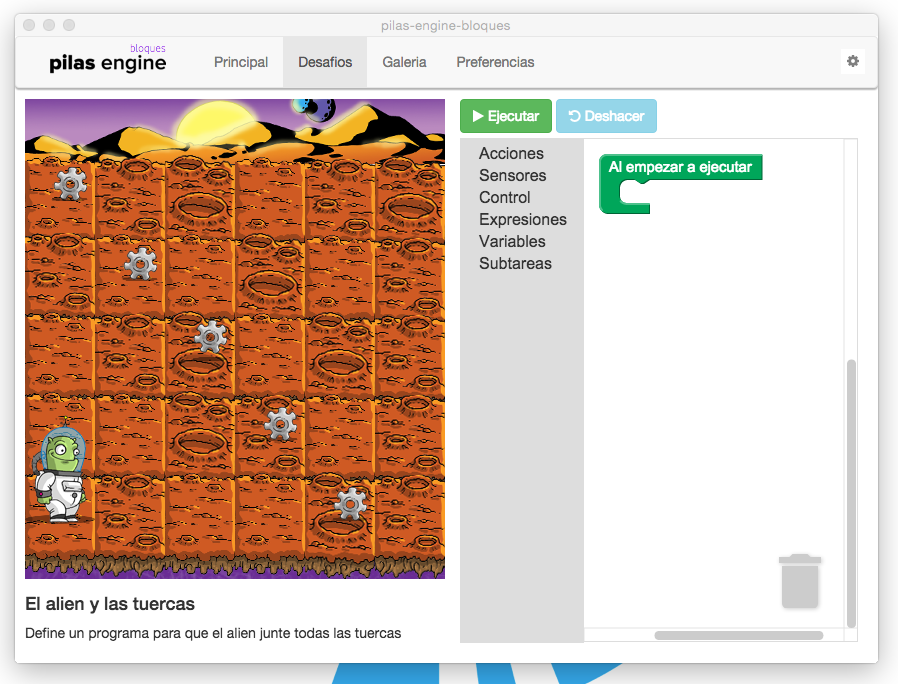 pilas-engine-bloques
bloques
pilas engine
Principal
Desafios
Galeria
Preferencias
Ejecutar
Deshacer
Acciones
Sensores
Control
Expresiones
Variables
Subtareas
Al empezar a ejecutar
El alien y las tuercas
Define un programa para que el alien junte todas las tuercas